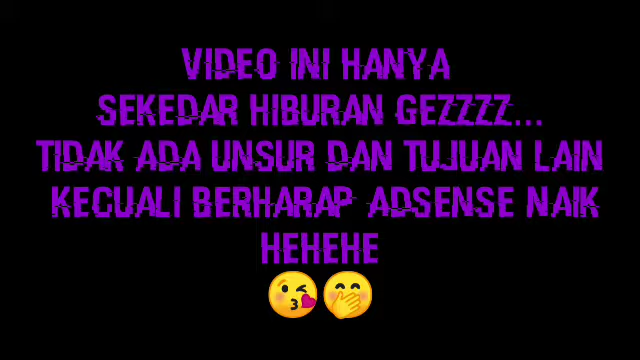 VIDEO INI HANYA
SEKEDAR HIBURAN GEZZZZ...
TIDAK ADA UNSUR DAN TUJUAN LAIN
KECUALI BERHARAP ADSENSE NAIK
HEHEHE
😘🤭